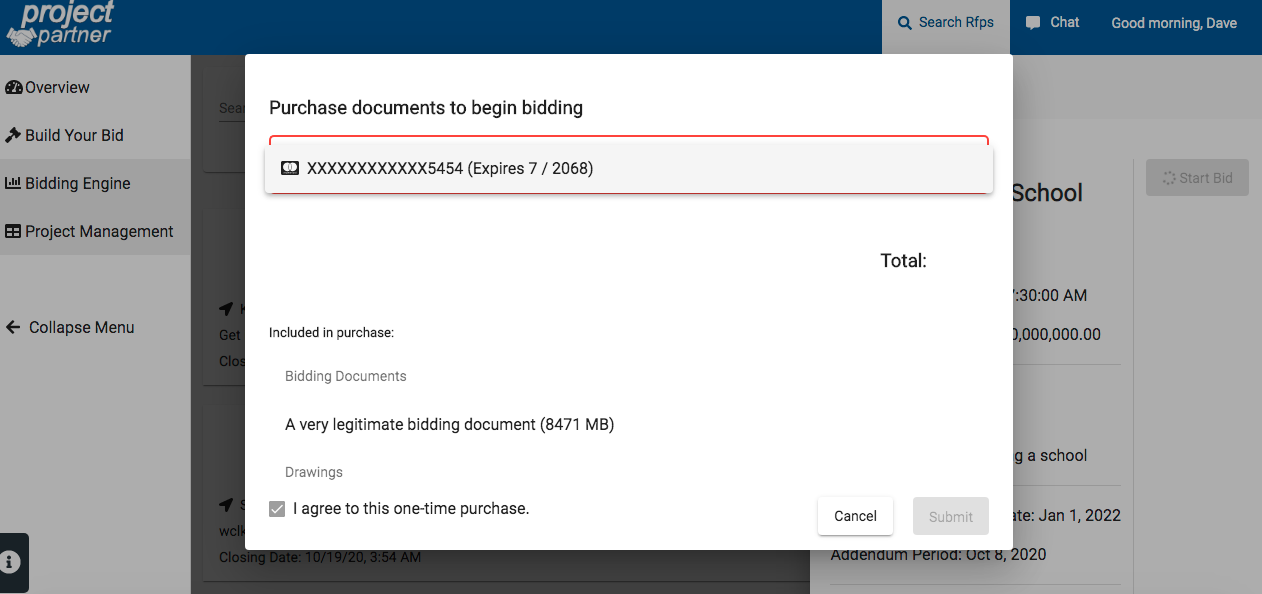 project
partner
Search Rfps
Chat
Good morning, Dave
Overview
Build Your Bid
Bidding Engine
Project Management
Collapse Menu
Purchase documents to begin bidding
XXXXXXXXXXXX5454 (Expires 7 / 2068)
Total:
Included in purchase:
Bidding Documents
A very legitimate bidding document (8471 MB)
Drawings
I agree to this one-time purchase.
Cancel
Submit
Get
Closing Date: 10/19/20, 3:54 AM
School
Start Bid
:30:00 AM
0,000,000.00
g a school
ate: Jan 1, 2022
Addendum Period: Oct 8, 2020